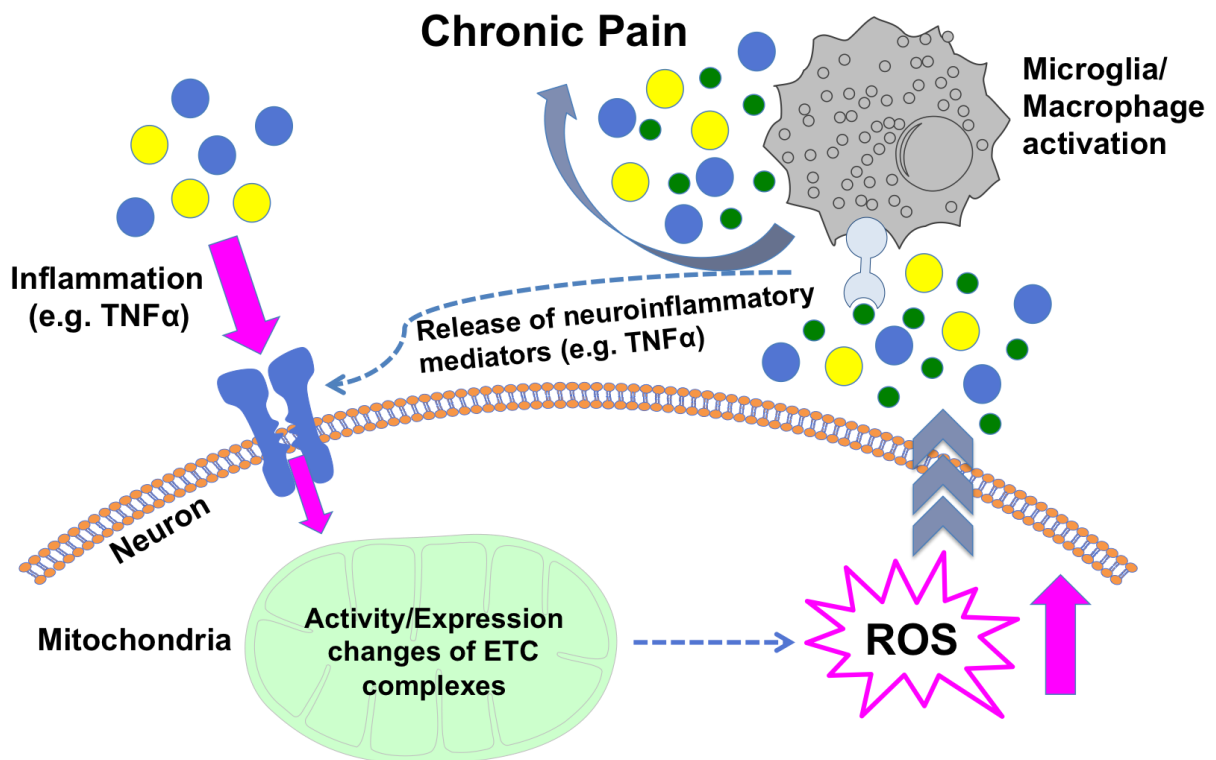 Chronic Pain
Microglia/
Macrophage
activation
Inflammation
(e.g. TNFα)
Release of neuroinflammatory
mediators (e.g. TNFα)
Neuron
Mitochondria
Activity/Expression
changes of ETC
complexes
ROS